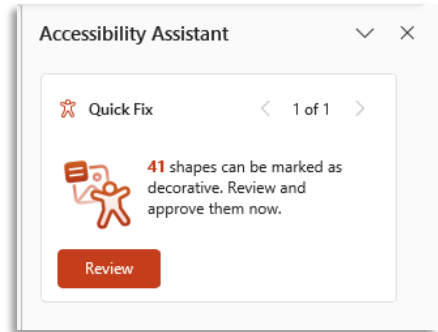 Accessibility Assistant
Quick Fix
1 of 1
41 shapes can be marked as
decorative. Review and
approve them now.
Review